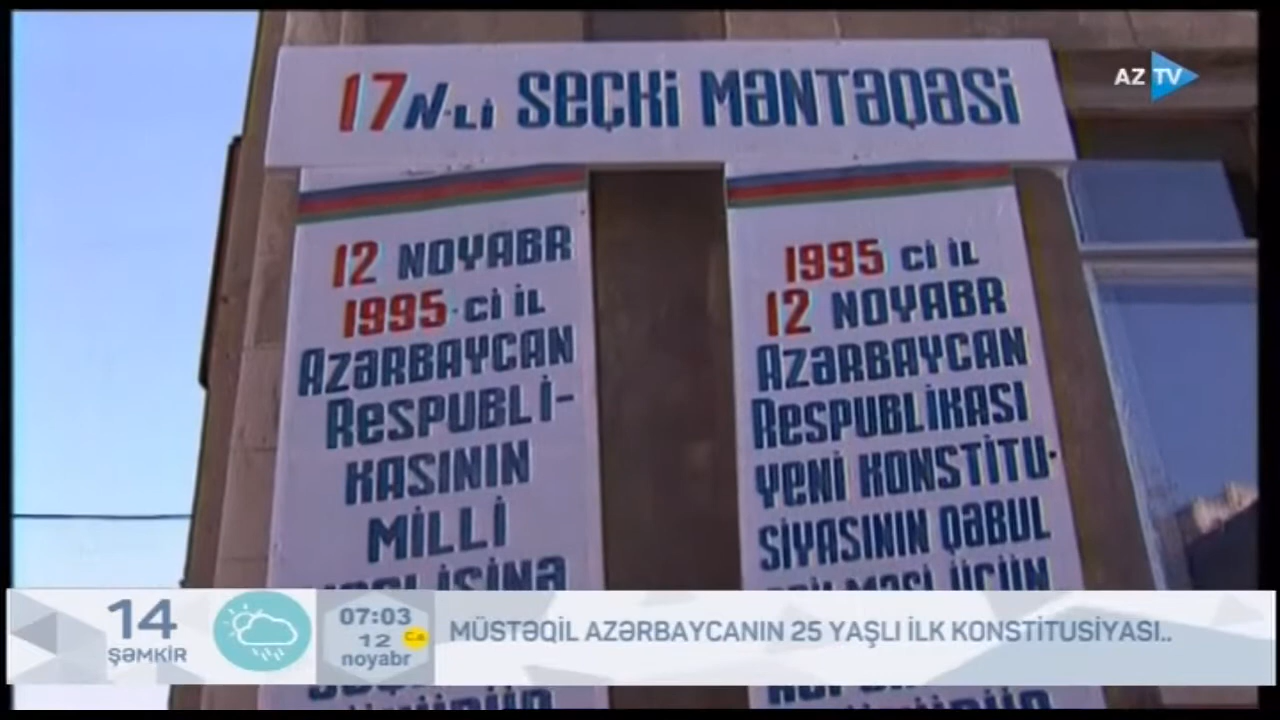 AZ TV
17 N-Lİ SEÇKİ MƏNTƏQƏSİ
12 NOYABR
1995-Cİ İL
AZƏRBAYCAN
RESPUBLİ-
KASININ
MİLLİ
1995 Cİ İL
12 NOYABR
AZƏRBAYCAN
RESPUBLİKASI
YENİ KONSTİTU-
SİYASININ QƏBUL
14
ŞƏMKİR
07:03
12 C.a
noyabr
MÜSTƏQİL AZƏRBAYCANIN 25 YAŞLI İLK KONSTİTUSİYASI..